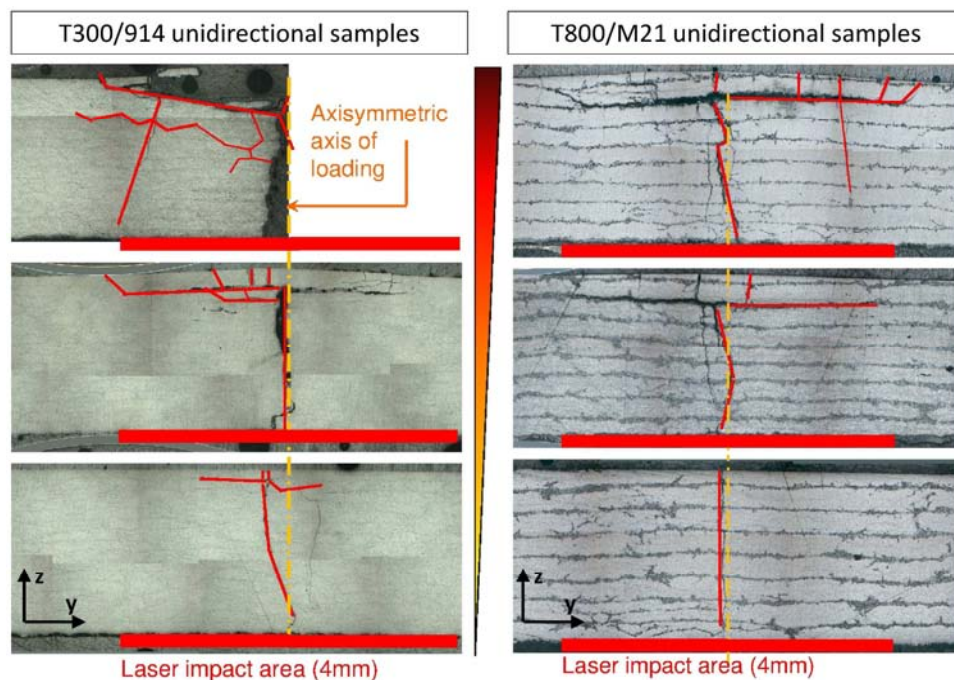 T300/914 unidirectional samples
T800/M21 unidirectional samples
Axisymmetric
axis of
loading
z
y
Laser impact area (4mm)
z
y
Laser impact area (4mm)